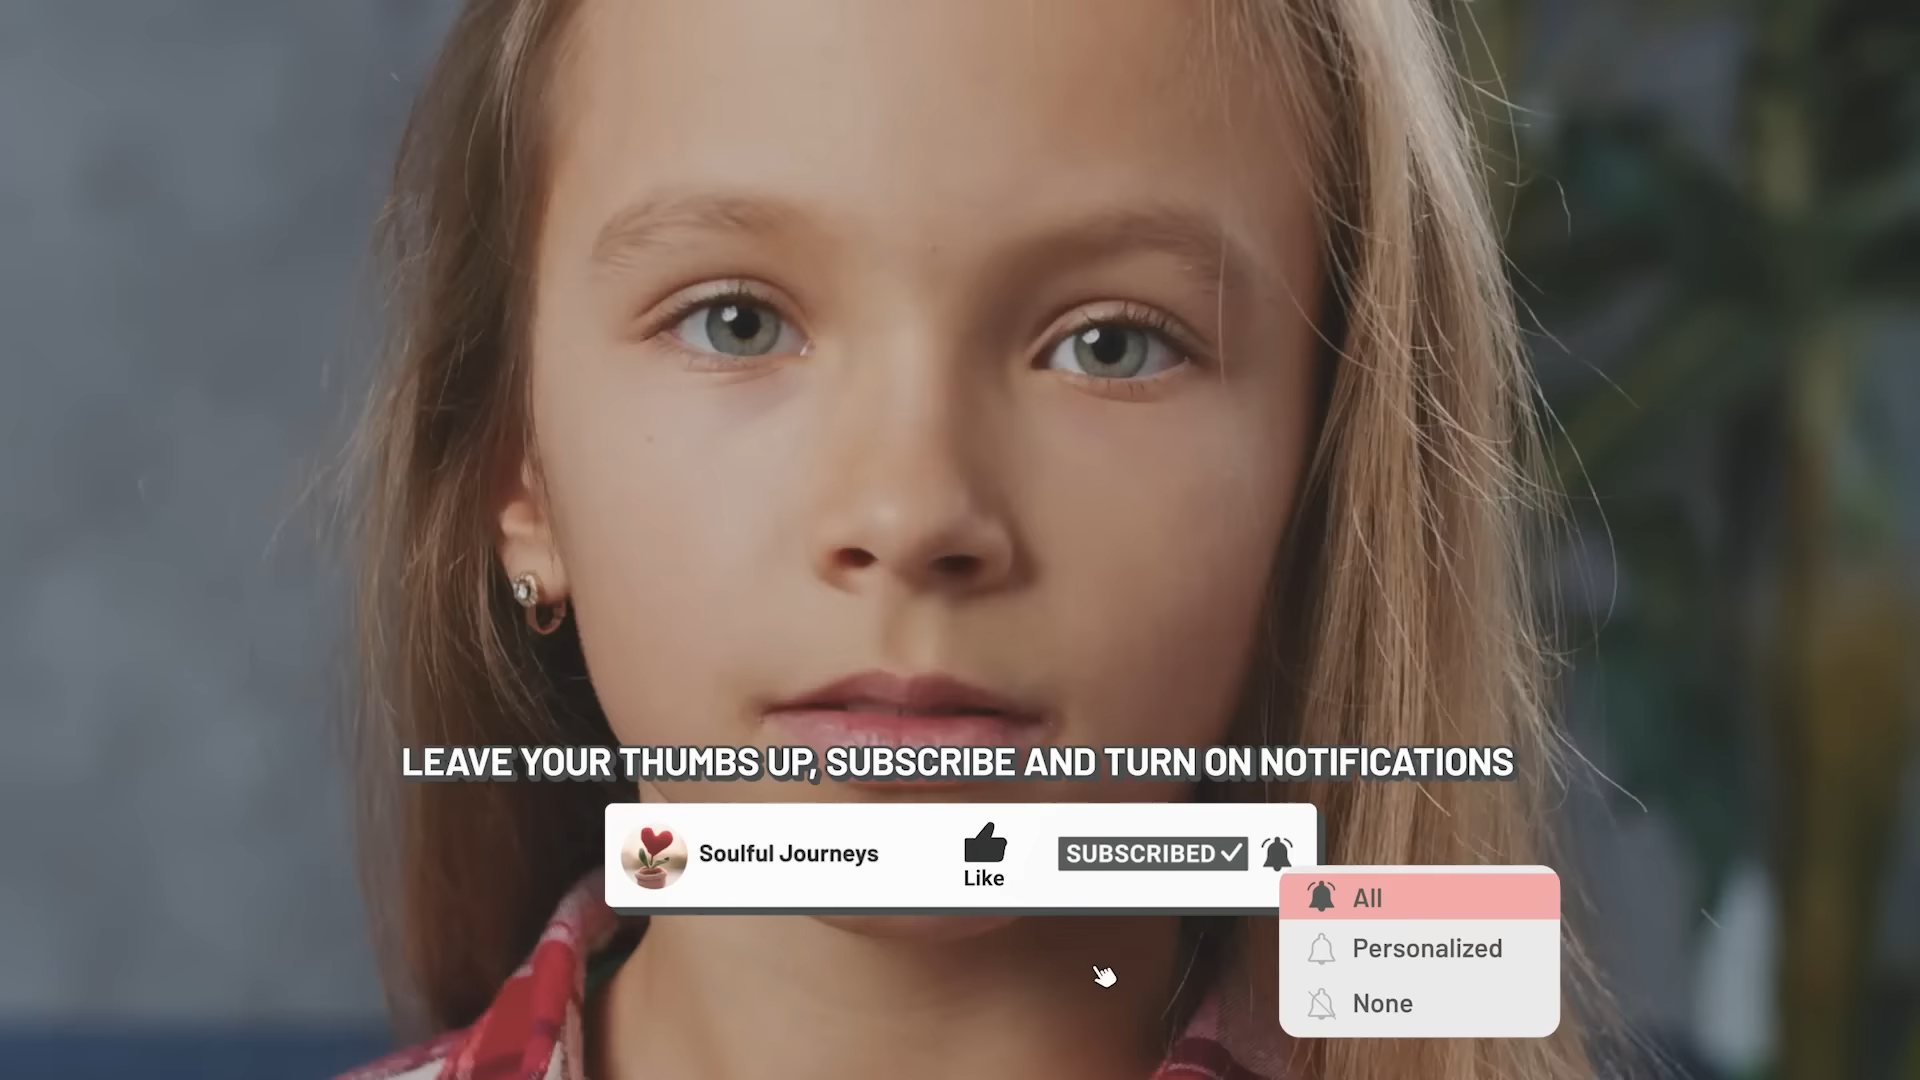 LEAVE YOUR THUMBS UP, SUBSCRIBE AND TURN ON NOTIFICATIONS
Soulful Journeys
Like
SUBSCRIBED
All
Personalized
None